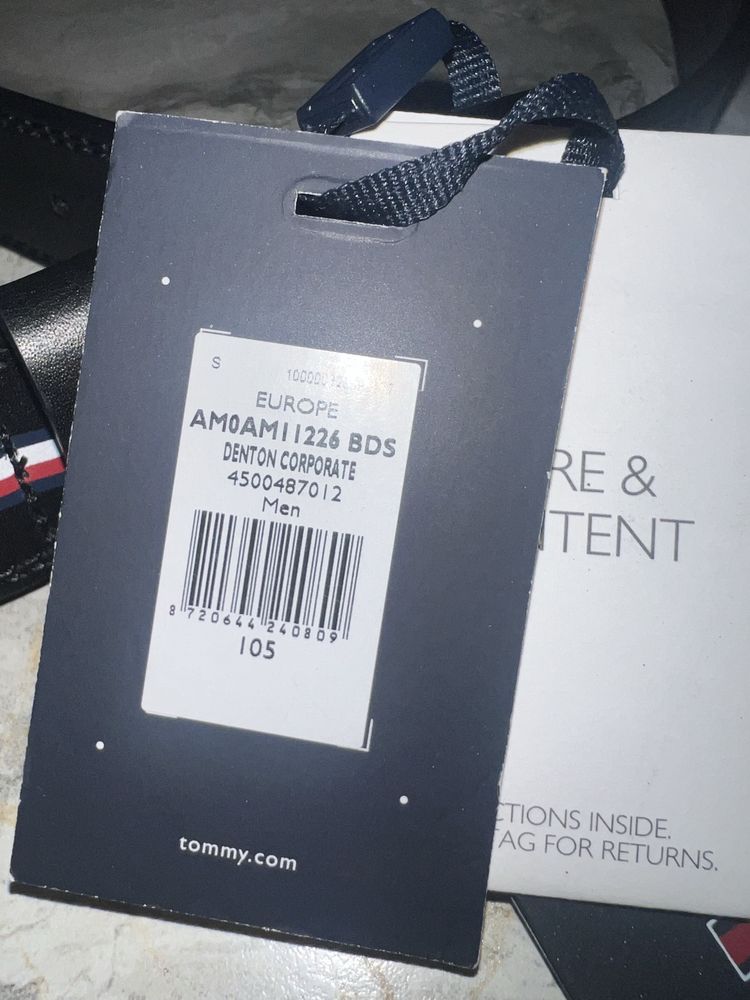 S
EUROPE
AM0AM11226 BDS
DENTON CORPORATE
4500487012
Men
8 720644 240809
105
tommy.com
RE &
TENT
CTIONS INSIDE.
AG FOR RETURNS.